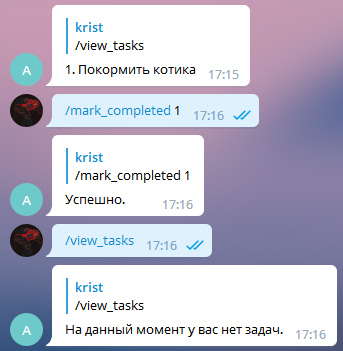 krist
/view_tasks
A
1. Покормить котика 17:15
/mark_completed 1 17:16
krist
/mark_completed 1
A
Успешно. 17:16
/view_tasks 17:16
krist
/view_tasks
A
На данный момент у вас нет задач. 17:16